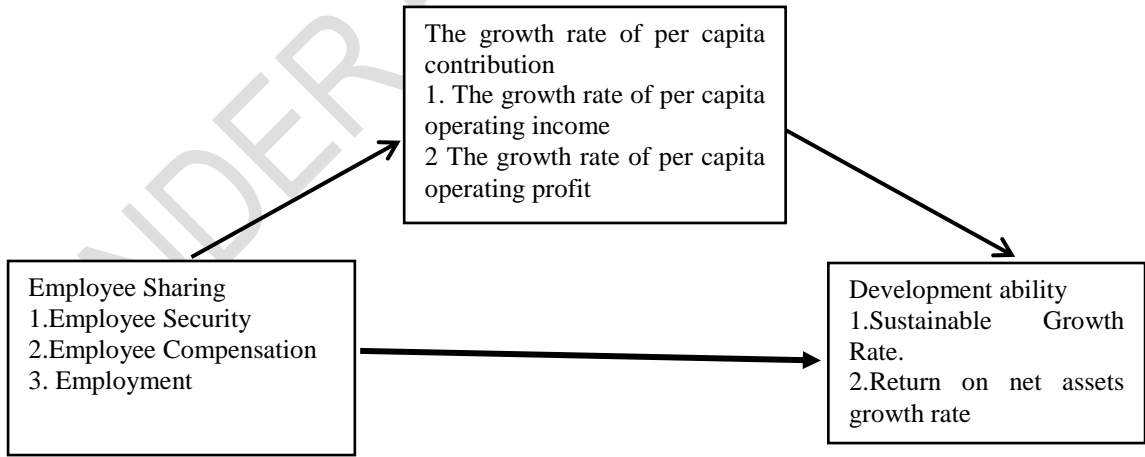 The growth rate of per capita
contribution
1. The growth rate of per capita
operating income
2 The growth rate of per capita
operating profit
Employee Sharing
1.Employee Security
2.Employee Compensation
3. Employment
Development ability
1.Sustainable Growth
Rate.
2.Return on net assets
growth rate